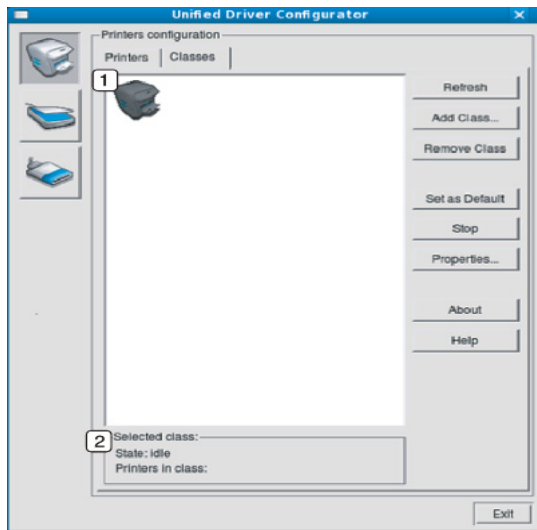 Unified Driver Configurator
Printers configuration
Printers
Classes
1
Refresh
Add Class...
Remove Class
Set as Default
Stop
Properties...
About
Help
2
Selected class:
State: idle
Printers in class:
Exit